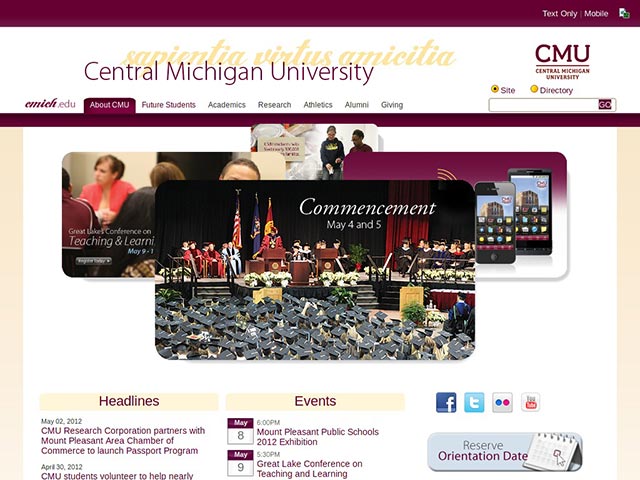 Text Only | Mobile
sapientia virtus amicitia
Central Michigan University
CMU
CENTRAL MICHIGAN
UNIVERSITY
Site Directory
cmich.edu About CMU Future Students Academics Research Athletics Alumni Giving
GO
Great Lakes Conference on
Teaching & Learni
May 9 - 1
Register today
Commencement
May 4 and 5
Headlines
May 02, 2012
CMU Research Corporation partners with
Mount Pleasant Area Chamber of
Commerce to launch Passport Program
April 30, 2012
CMU students volunteer to help nearly
Events
May
8
6:00PM
Mount Pleasant Public Schools
2012 Exhibition
May
9
5:30PM
Great Lake Conference on
Teaching and Learning
You
Tube
RESERVE
Orientation Date